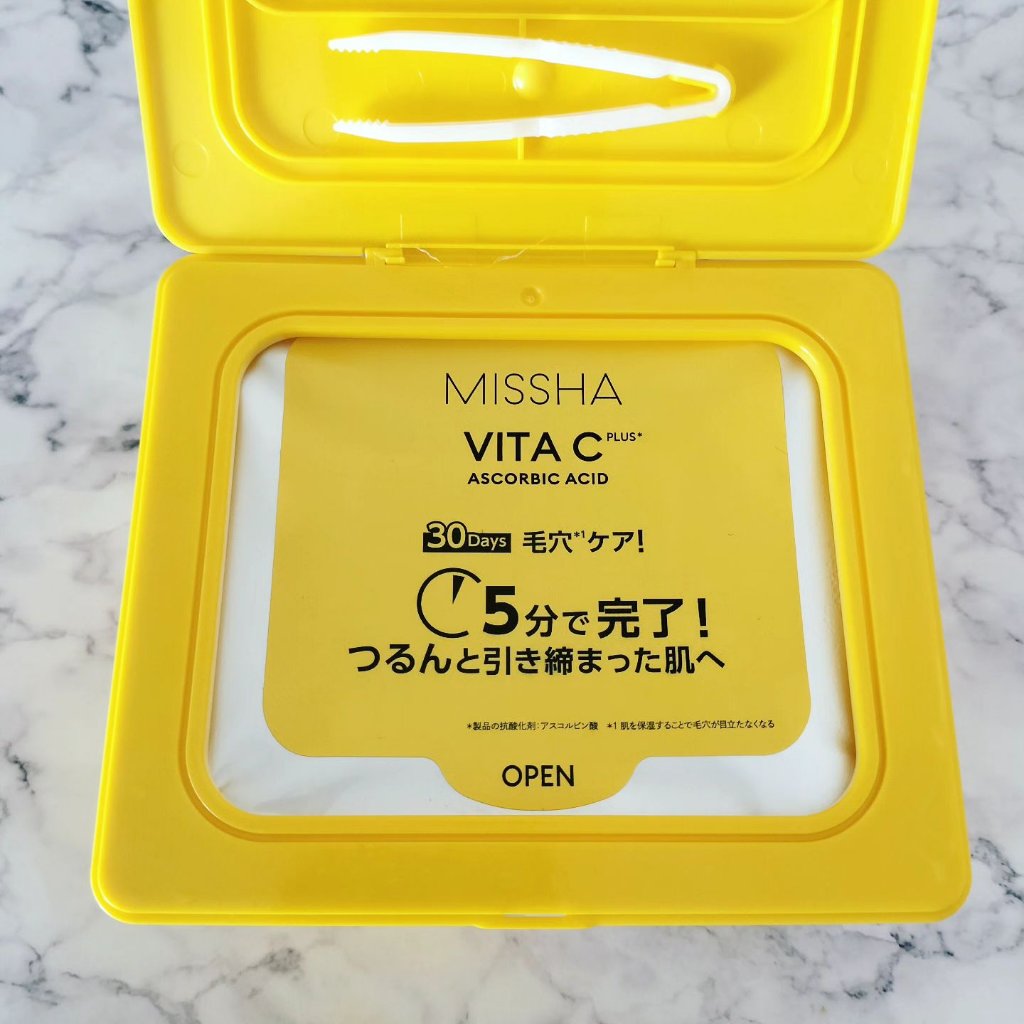 MISSHA
VITA C PLUS*
ASCORBIC ACID
30Days 毛穴*1ケア!
5分で完了!
つるんと引き締まった肌へ
*製品の抗酸化剤:アスコルビン酸 *1 肌を保湿することで毛穴が目立たなくなる
OPEN